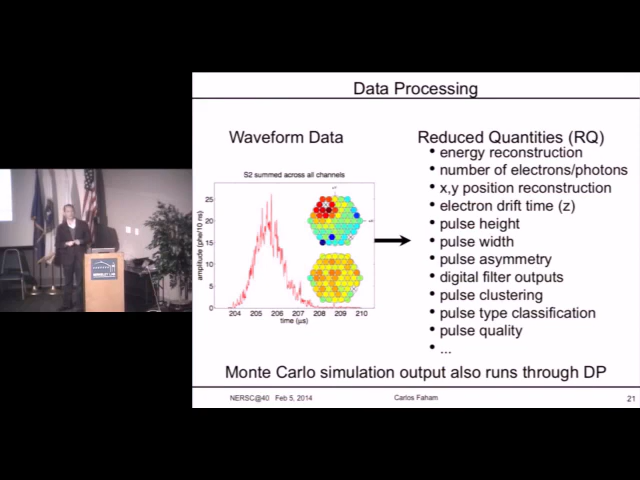 Data Processing
Waveform Data
S2 summed across all channels
amplitude (phe/10 ns)
25
20
15
10
5
0
204 205 206 207 208 209 210
time (µs)
Reduced Quantities (RQ)
• energy reconstruction
• number of electrons/photons
• x,y position reconstruction
• electron drift time (z)
• pulse height
• pulse width
• pulse asymmetry
• digital filter outputs
• pulse clustering
• pulse type classification
• pulse quality
• ...
Monte Carlo simulation output also runs through DP
NERSC@40 Feb 5, 2014
Carlos Faham
21